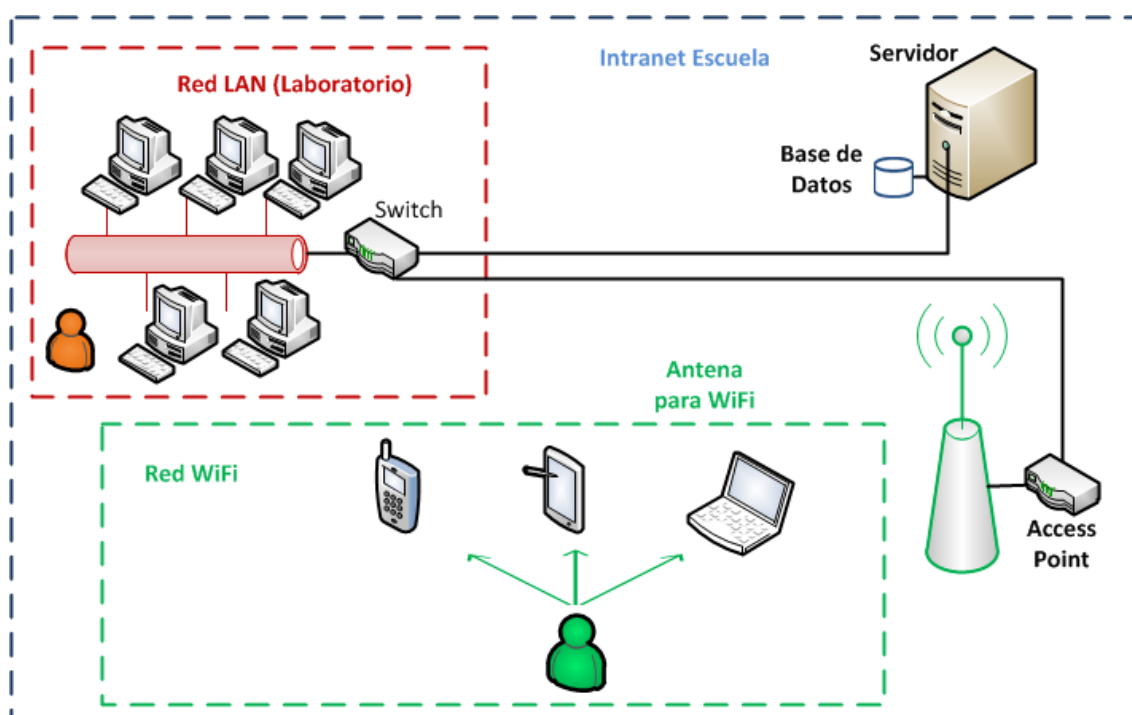 Intranet Escuela
Servidor
Red LAN (Laboratorio)
Base de
Datos
Switch
Antena
para WiFi
Red WiFi
Access
Point